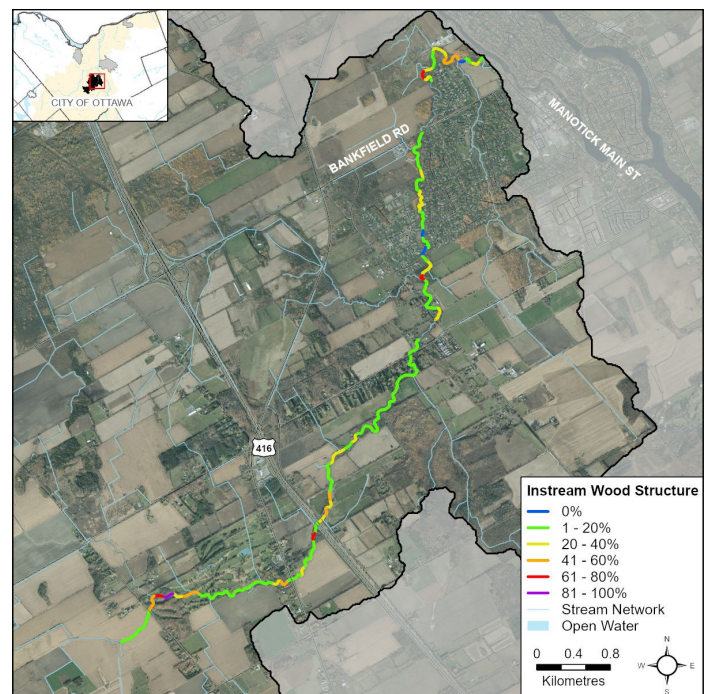 CITY OF OTTAWA
BANKFIELD RD
MANOTICK MAIN ST
416
Instream Wood Structure
0%
1 - 20%
20 - 40%
41 - 60%
61 - 80%
81 - 100%
Stream Network
Open Water
0 0.4 0.8
Kilometres
N
W E
S